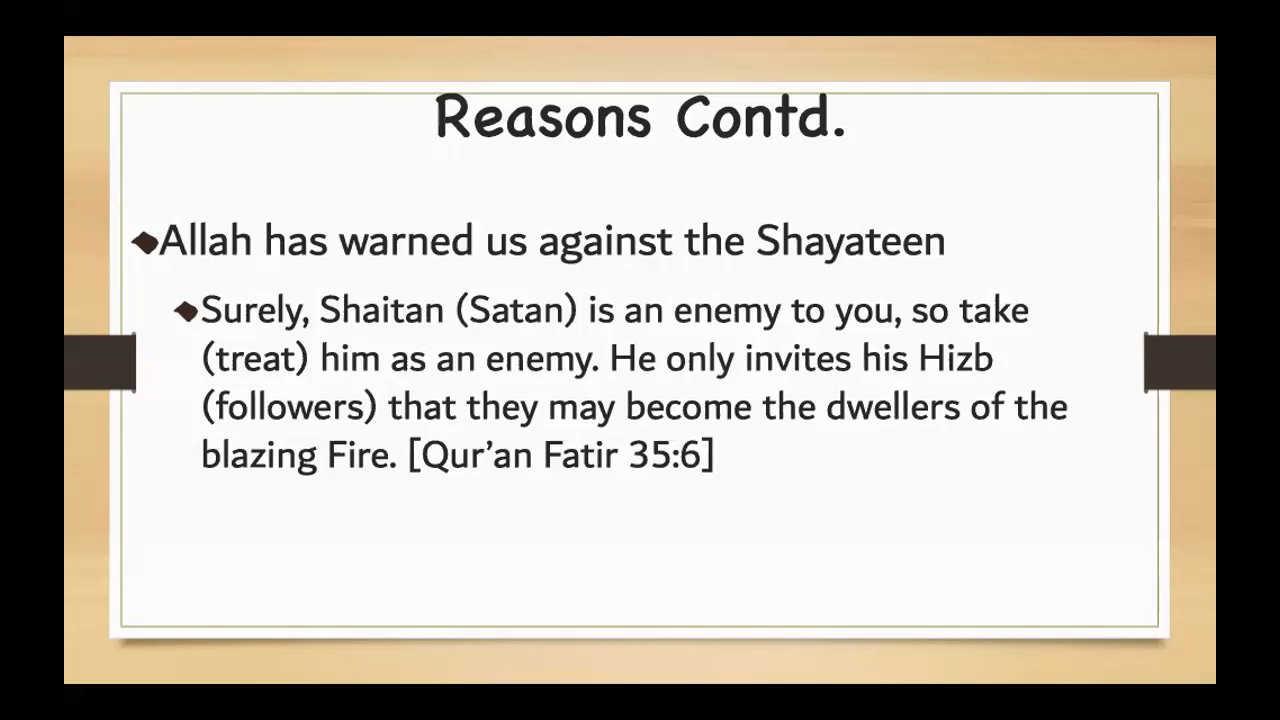 Reasons Contd.
Allah has warned us against the Shayateen
Surely, Shaitan (Satan) is an enemy to you, so take
(treat) him as an enemy. He only invites his Hizb
(followers) that they may become the dwellers of the
blazing Fire. [Qur’an Fatir 35:6]